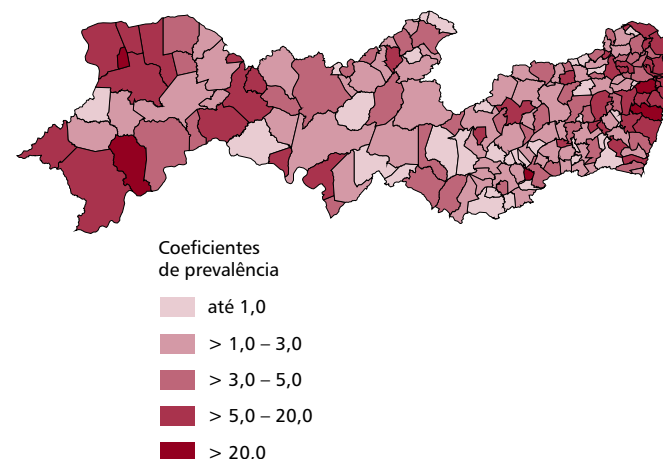 Coeficientes
de prevalência
até 1,0
> 1,0 – 3,0
> 3,0 – 5,0
> 5,0 – 20,0
> 20,0